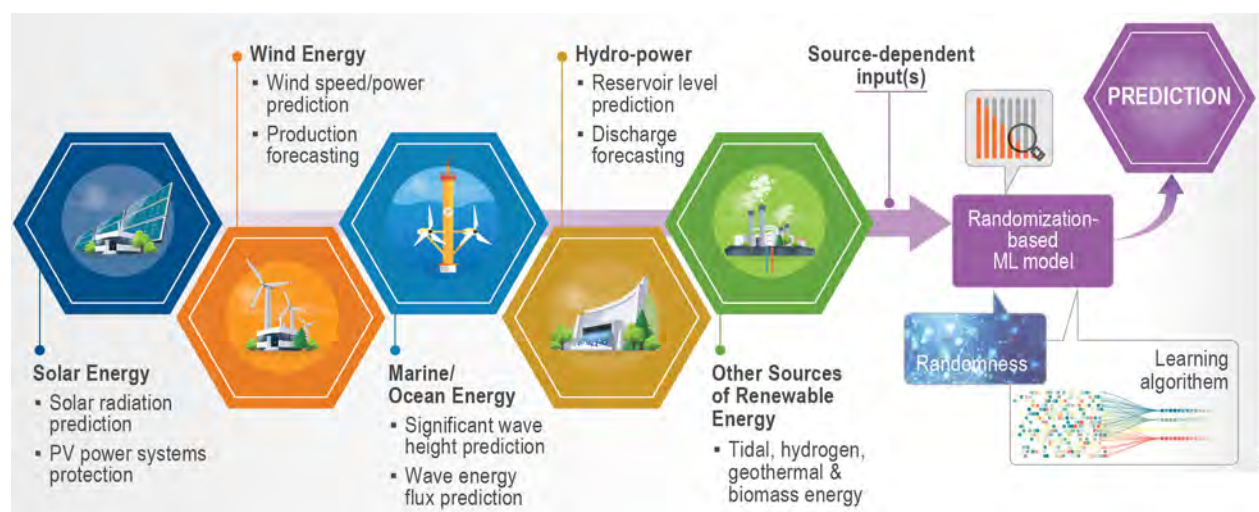 Wind Energy
▪ Wind speed/power
prediction
▪ Production
forecasting
Hydro-power
▪ Reservoir level
prediction
▪ Discharge
forecasting
Source-dependent
input(s)
PREDICTION
Randomization-
based
ML model
Randomness
Learning
algorithem
Solar Energy
▪ Solar radiation
prediction
▪ PV power systems
protection
Marine/
Ocean Energy
▪ Significant wave
height prediction
▪ Wave energy
flux prediction
Other Sources
of Renewable
Energy
▪ Tidal, hydrogen,
geothermal &
biomass energy